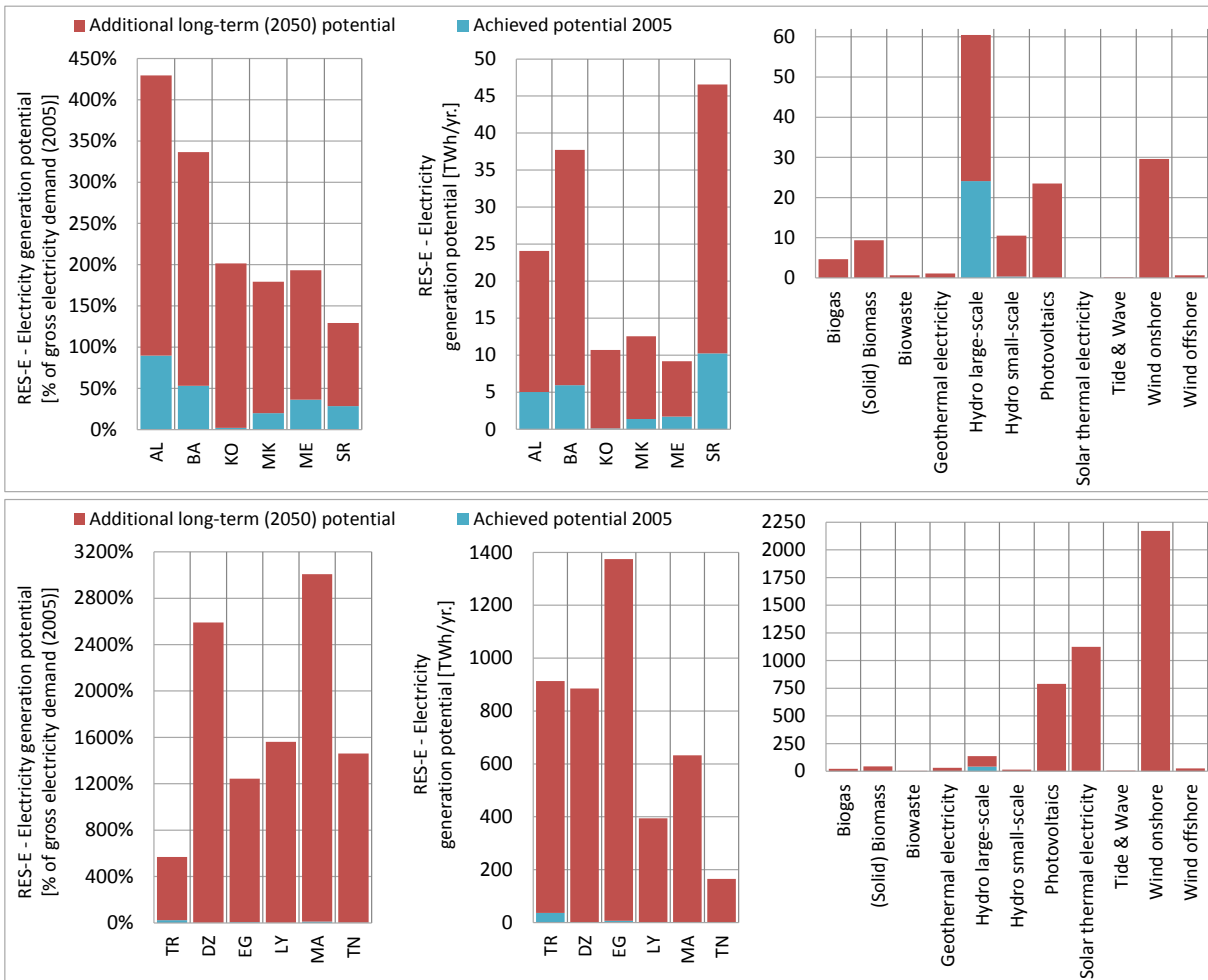 Additional long-term (2050) potential
Achieved potential 2005
RES-E - Electricity generation potential
[% of gross electricity demand (2005)]
450%
400%
350%
300%
250%
200%
150%
100%
50%
0%
AL
BA
KO
MK
ME
SR
RES-E - Electricity
generation potential [TWh/yr.]
50
45
40
35
30
25
20
15
10
5
0
AL
BA
KO
MK
ME
SR
60
50
40
30
20
10
0
Biogas
(Solid) Biomass
Biowaste
Geothermal electricity
Hydro large-scale
Hydro small-scale
Photovoltaics
Solar thermal electricity
Tide & Wave
Wind onshore
Wind offshore
Additional long-term (2050) potential
Achieved potential 2005
RES-E - Electricity generation potential
[% of gross electricity demand (2005)]
3200%
2800%
2400%
2000%
1600%
1200%
800%
400%
0%
TR
DZ
EG
LY
MA
TN
RES-E - Electricity
generation potential [TWh/yr.]
1400
1200
1000
800
600
400
200
0
TR
DZ
EG
LY
MA
TN
2250
2000
1750
1500
1250
1000
750
500
250
0
Biogas
(Solid) Biomass
Biowaste
Geothermal electricity
Hydro large-scale
Hydro small-scale
Photovoltaics
Solar thermal electricity
Tide & Wave
Wind onshore
Wind offshore